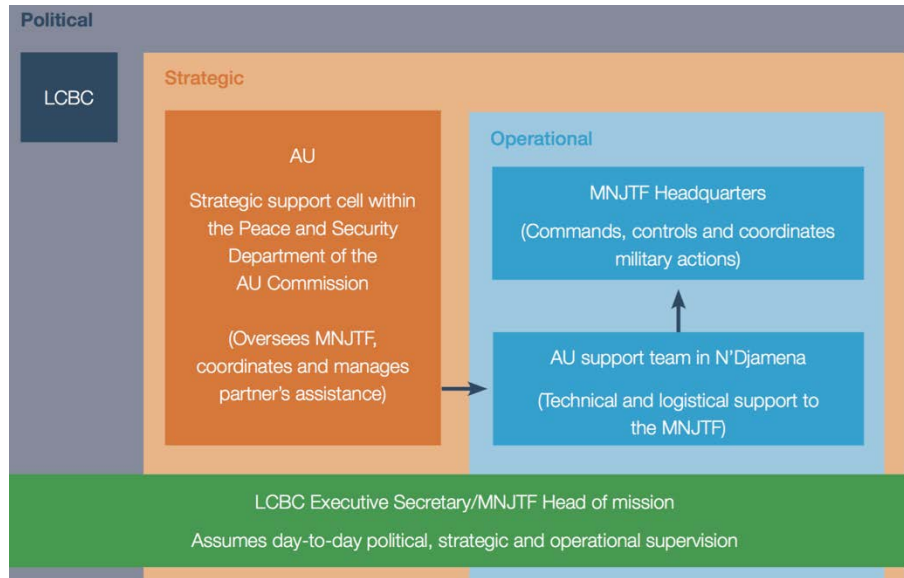 Political
LCBC
Strategic
AU
Strategic support cell within
the Peace and Security
Department of the
AU Commission
(Oversees MNJTF,
coordinates and manages
partner's assistance)
Operational
MNJTF Headquarters
(Commands, controls and coordinates
military actions)
AU support team in N'Djamena
(Technical and logistical support to
the MNJTF)
LCBC Executive Secretary/MNJTF Head of mission
Assumes day-to-day political, strategic and operational supervision